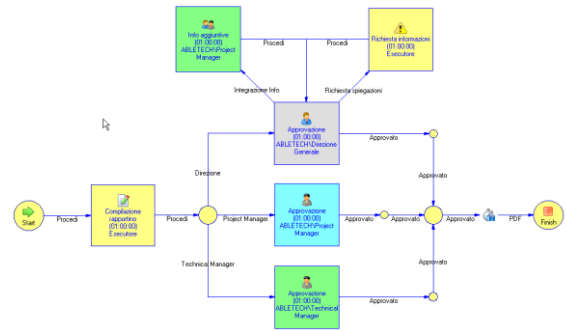 Info aggiuntive
(01:00:00)
ABLETECH\Project
Manager
Procedi
Procedi
Richiesta informazioni
(01:00:00)
Esecutore
Integrazione Info
Richiesta spiegazioni
Approvazione
(01:00:00)
ABLETECH\Direzione
Generale
Approvato
Direzione
Approvato
Start
Procedi
Compilazione
rapportino
(01:00:00)
Esecutore
Procedi
Project Manager
Approvazione
(01:00:00)
ABLETECH\Project
Manager
Approvato
Approvato
Approvato
PDF
Finish
Technical Manager
Approvato
Approvazione
(01:00:00)
ABLETECH\Technical
Manager
Approvato